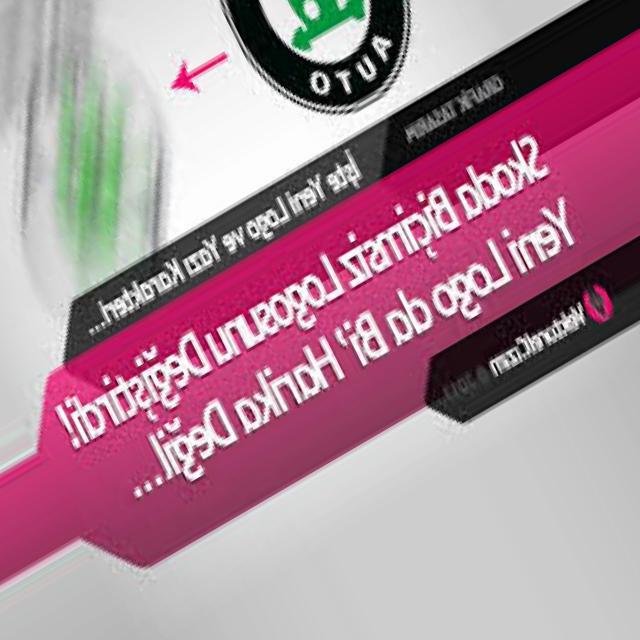 AUTO
GRAFİK TASARIM
İşte Yeni Logo ve Yazı Karakteri...
Skoda Biçimsiz Logosunu Değiştirdi!
Yeni Logo da Bi' Harika Değil...